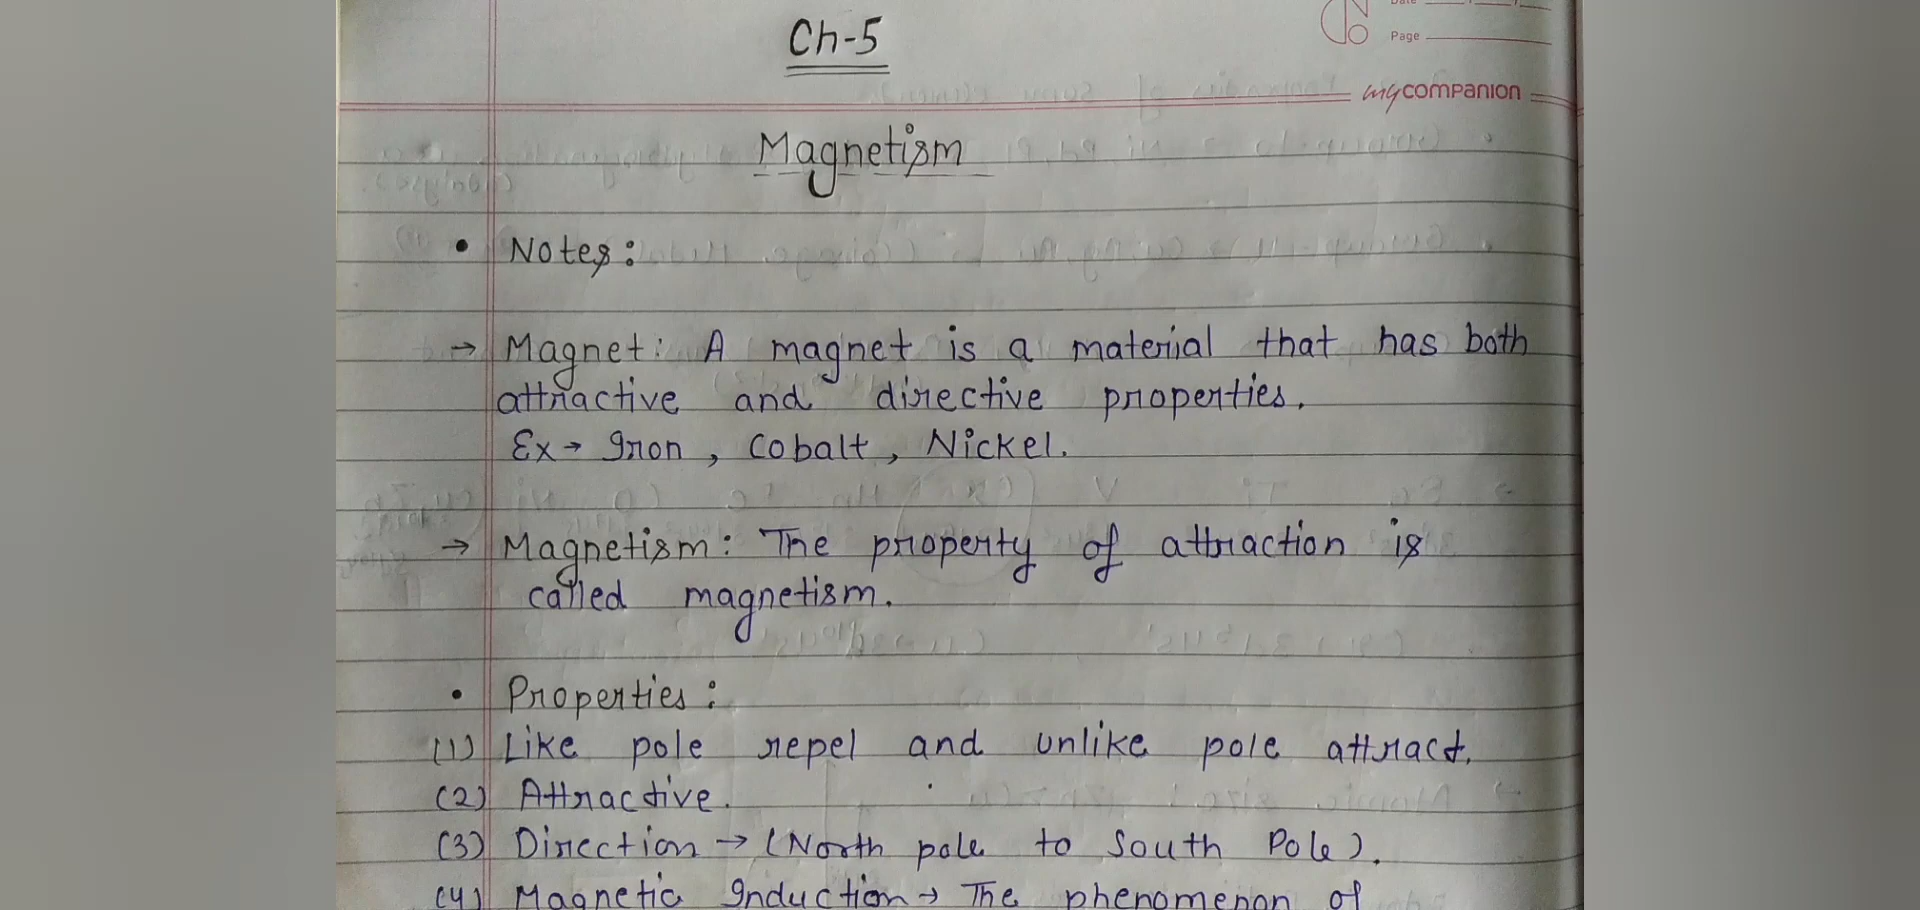 Ch-5
Date
Page
mycompanion
Magnetism
• Notes:
→ Magnet: A magnet is a material that has both
attractive and directive properties.
Ex → Iron, Cobalt, Nickel.
→ Magnetism: The property of attraction is
called magnetism.
• Properties:
(1) Like pole repel and unlike pole attract.
(2) Attractive.
(3) Direction → (North pole to South Pole).
(4) Magnetic Induction → The phenomenon of